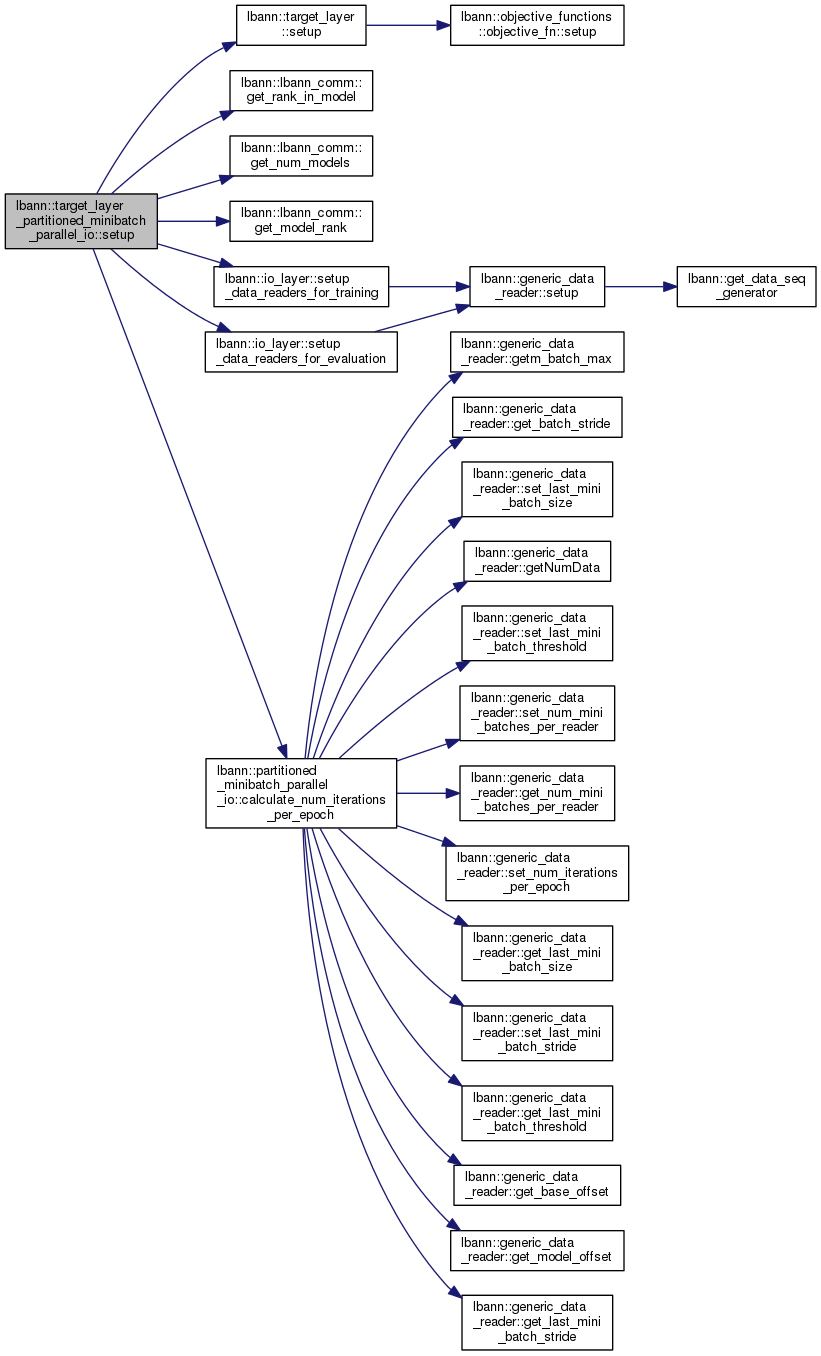 lbann::target_layer
::setup
lbann::objective_functions
::objective_fn::setup
lbann::lbann_comm::
get_rank_in_model
lbann::lbann_comm::
get_num_models
lbann::target_layer
_partitioned_minibatch
_parallel_io::setup
lbann::lbann_comm::
get_model_rank
lbann::io_layer::setup
_data_readers_for_training
lbann::generic_data
_reader::setup
lbann::get_data_seq
_generator
lbann::io_layer::setup
_data_readers_for_evaluation
lbann::generic_data
_reader::getm_batch_max
lbann::generic_data
_reader::get_batch_stride
lbann::generic_data
_reader::set_last_mini
_batch_size
lbann::generic_data
_reader::getNumData
lbann::generic_data
_reader::set_last_mini
_batch_threshold
lbann::generic_data
_reader::set_num_mini
_batches_per_reader
lbann::partitioned
_minibatch_parallel
_io::calculate_num_iterations
_per_epoch
lbann::generic_data
_reader::get_num_mini
_batches_per_reader
lbann::generic_data
_reader::set_num_iterations
_per_epoch
lbann::generic_data
_reader::get_last_mini
_batch_size
lbann::generic_data
_reader::set_last_mini
_batch_stride
lbann::generic_data
_reader::get_last_mini
_batch_threshold
lbann::generic_data
_reader::get_base_offset
lbann::generic_data
_reader::get_model_offset
lbann::generic_data
_reader::get_last_mini
_batch_stride